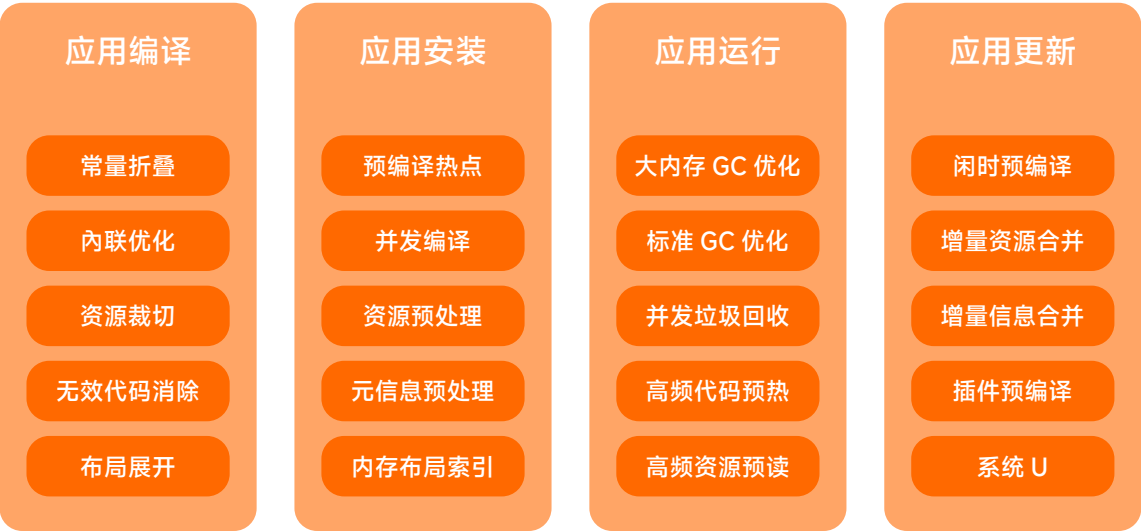 应用编译
常量折叠
內联优化
资源裁切
无效代码消除
布局展开
应用安装
预编译热点
并发编译
资源预处理
元信息预处理
内存布局索引
应用运行
大内存 GC 优化
标准 GC 优化
并发垃圾回收
高频代码预热
高频资源预读
应用更新
闲时预编译
增量资源合并
增量信息合并
插件预编译
系统 U